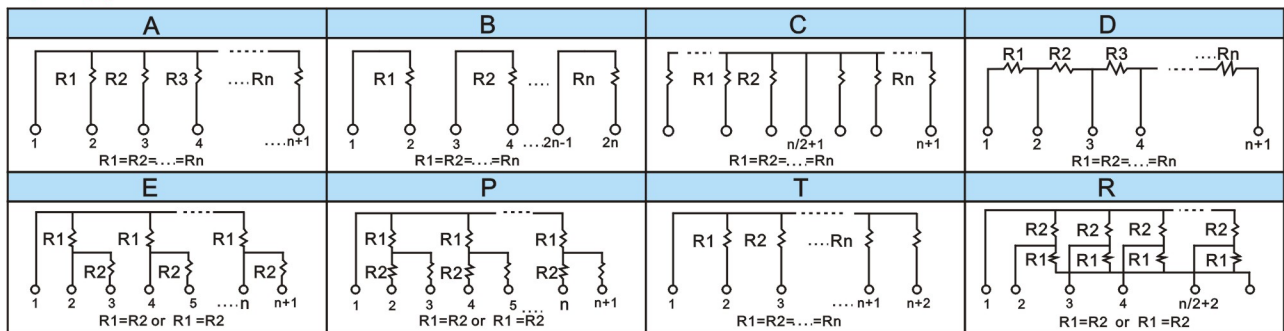 A
R1 R2 R3 ....Rn
1 2 3 4 ....n+1
R1=R2=....=Rn
B
R1 R2 .... Rn
1 2 3 4 ....2n-1 2n
R1=R2=....=Rn
C
R1 R2 Rn
n/2+1 n+1
R1=R2=....=Rn
D
R1 R2 R3 ....Rn
1 2 3 4 n+1
R1=R2=....=Rn
E
R1 R1 R1
R2 R2 R2
1 2 3 4 5 ....n n+1
R1=R2 or R1=R2
P
R1 R1 R1
R2 R2 R2
1 2 3 4 5.... n n+1
R1=R2 or R1=R2
T
R1 R2 ....Rn
1 2 3 ....n+1 n+2
R1=R2=....=Rn
R
R2 R2 R2 R2
R1 R1 R1 R1
1 2 3 4 n/2+2
R1=R2 or R1=R2